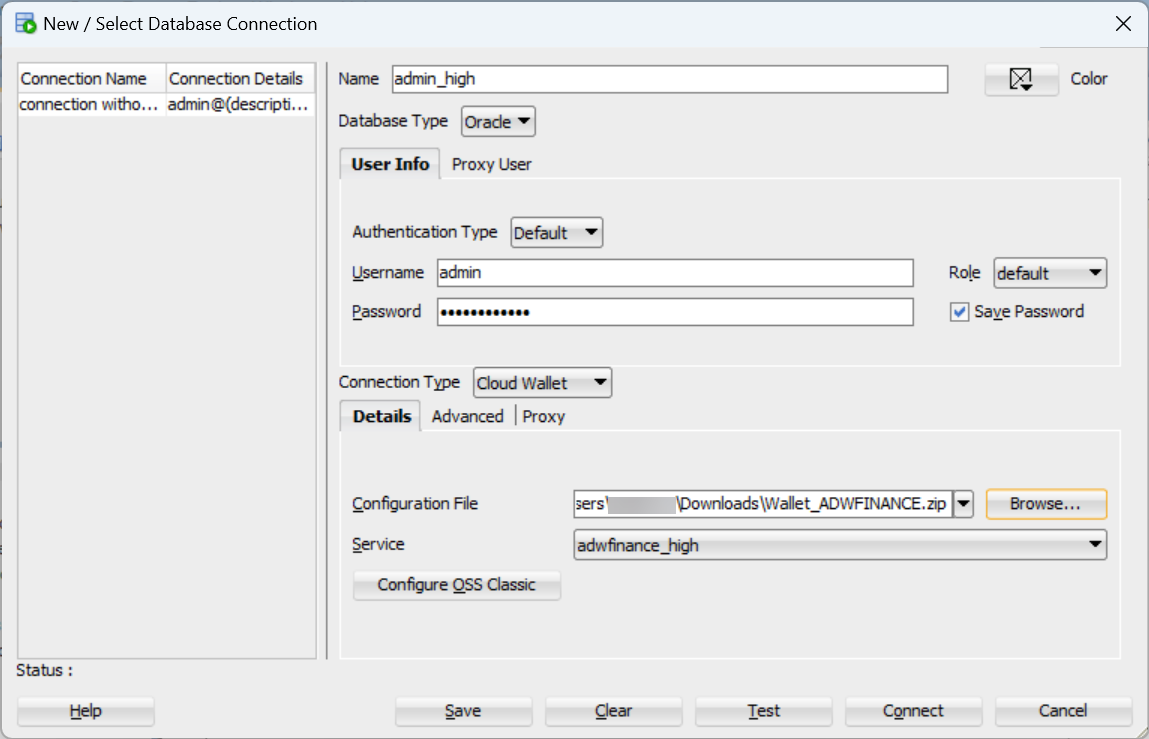 New / Select Database Connection
Connection Name Connection Details
connection witho... admin@(descripti...
Name admin_high Color
Database Type Oracle
User Info Proxy User
Authentication Type Default
Username admin Role default
Password •••••••••••• Save Password
Connection Type Cloud Wallet
Details Advanced Proxy
Configuration File sers\ \Downloads\Wallet_ADWFINANCE.zip Browse...
Service adwfinance_high
Configure OSS Classic
Status :
Help Save Clear Test Connect Cancel